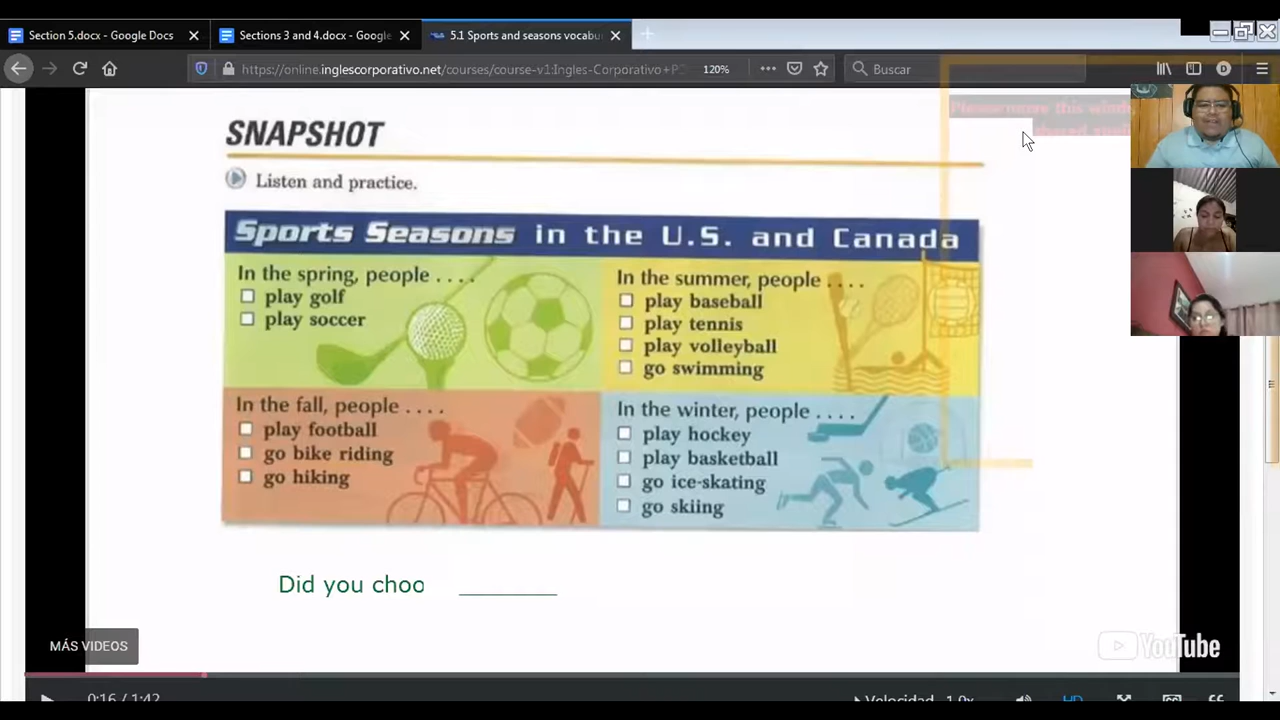 Section 5.docx - Google Docs
Sections 3 and 4.docx - Google
5.1 Sports and seasons vocabu
https://online.inglescorporativo.net/courses/course-v1:Ingles-Corporativo+P
120%
Buscar
Please move this wind
shared
SNAPSHOT
Listen and practice.
Sports Seasons in the U.S. and Canada
In the spring, people ....
play golf
play soccer
In the summer, people ....
play baseball
play tennis
play volleyball
go swimming
In the fall, people ....
play football
go bike riding
go hiking
In the winter, people ....
play hockey
play basketball
go ice-skating
go skiing
Did you choo
MÁS VIDEOS
YouTube
0:16 / 1:42
Velocidad 1.0x
HD